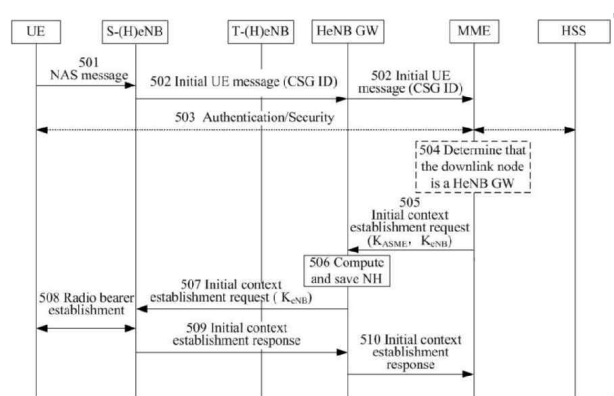 UE
S-(H)eNB
T-(H)eNB
HeNB GW
MME
HSS
501
NAS message
502 Initial UE message (CSG ID)
502 Initial UE
message (CSG ID)
503 Authentication/Security
504 Determine that
the downlink node
is a HeNB GW
505
Initial context
establishment request
(K_ASME, K_eNB)
506 Compute
and save NH
507 Initial context
establishment request ( K_eNB)
508 Radio bearer
establishment
509 Initial context
establishment response
510 Initial context
establishment
response